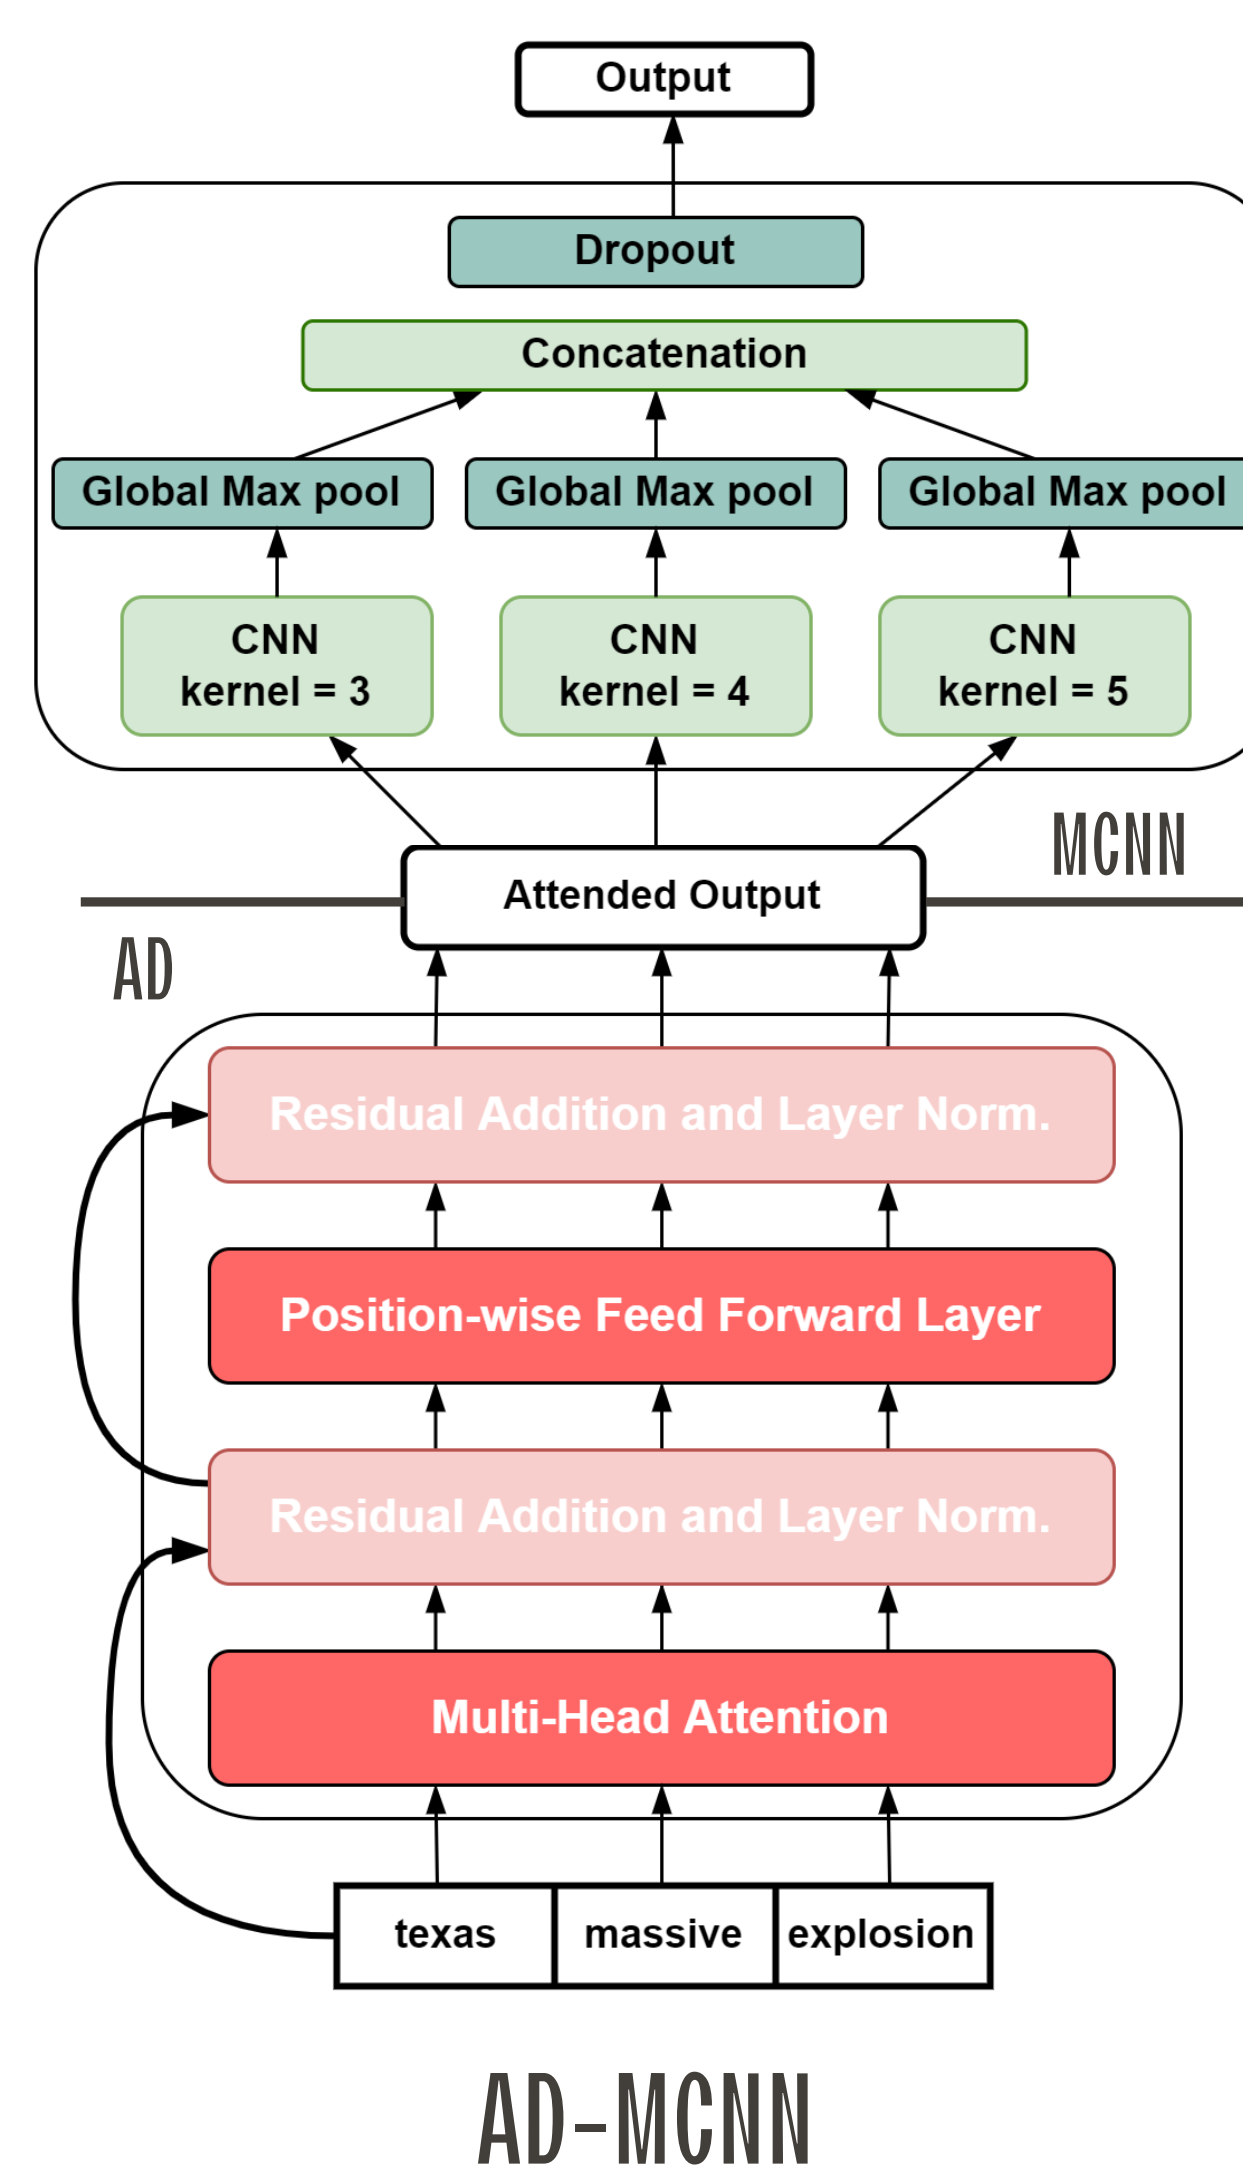 Output
Dropout
Concatenation
Global Max pool Global Max pool Global Max pool
CNN CNN CNN
kernel = 3 kernel = 4 kernel = 5
MCNN
Attended Output
AD
Residual Addition and Layer Norm.
Position-wise Feed Forward Layer
Residual Addition and Layer Norm.
Multi-Head Attention
texas massive explosion
AD-MCNN